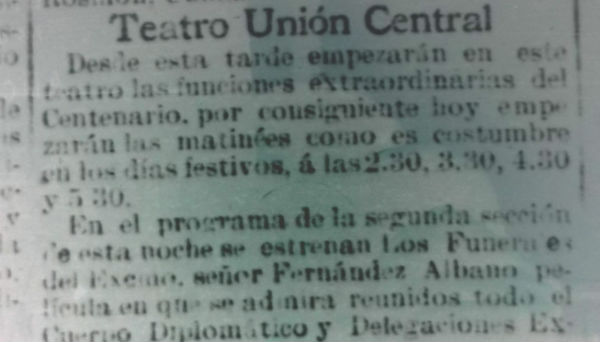 Teatro Unión Central
Desde esta tarde empezarán en este
teatro las funciones extraordinarias del
Centenario, por consiguiente hoy empe
zarán las matinées como es costumbre
en los días festivos, á las 2.30, 3.30, 4.30
y 5 30.
En el programa de la segunda sección
de esta noche se estrenan Los Funera es
del Excmo. señor Fernández Albano pe-
lícula en que se admira reunidos todo el
Cuerpo Diplomático y Delegaciones Ex-